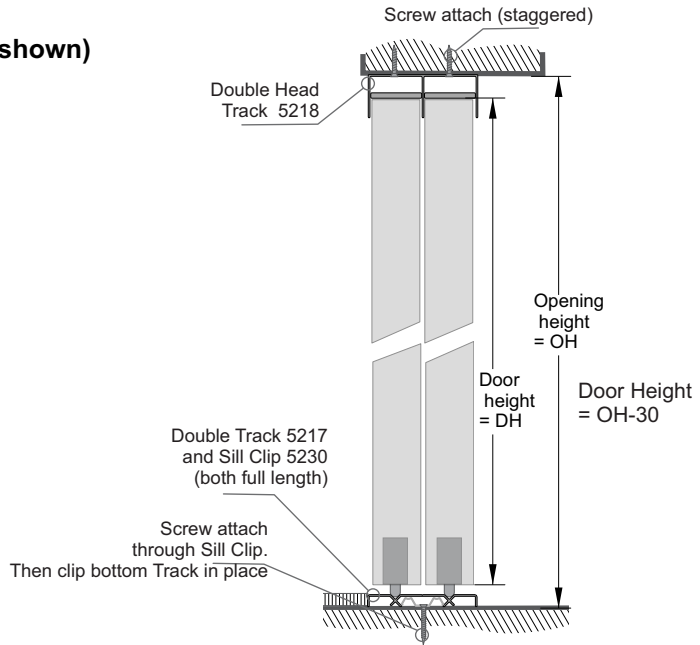 Screw attach (staggered)
shown)
Double Head
Track 5218
Opening
height
= OH
Door
height
= DH
Door Height
= OH-30
Double Track 5217
and Sill Clip 5230
(both full length)
Screw attach
through Sill Clip.
Then clip bottom Track in place